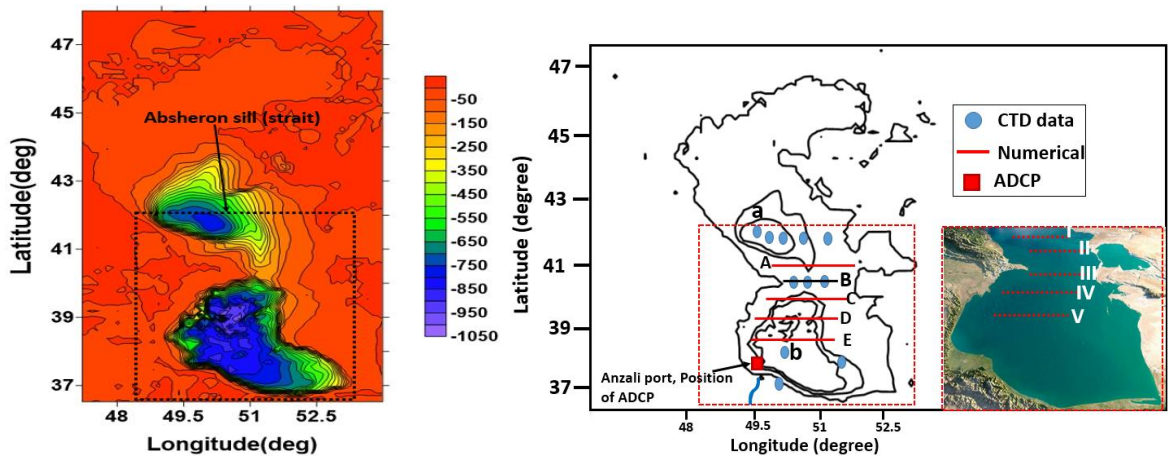 47
45
43
41
39
37
Latitude(deg)
48
49.5
51
52.5
Longitude(deg)
Absheron sill (strait)
-50
-150
-250
-350
-450
-550
-650
-750
-850
-950
-1050
47
45
43
41
39
37
Latitude (degree)
48
49.5
51
52.5
Longitude (degree)
a
A
B
C
D
E
b
Anzali port, Position
of ADCP
CTD data
Numerical
ADCP
I
II
III
IV
V